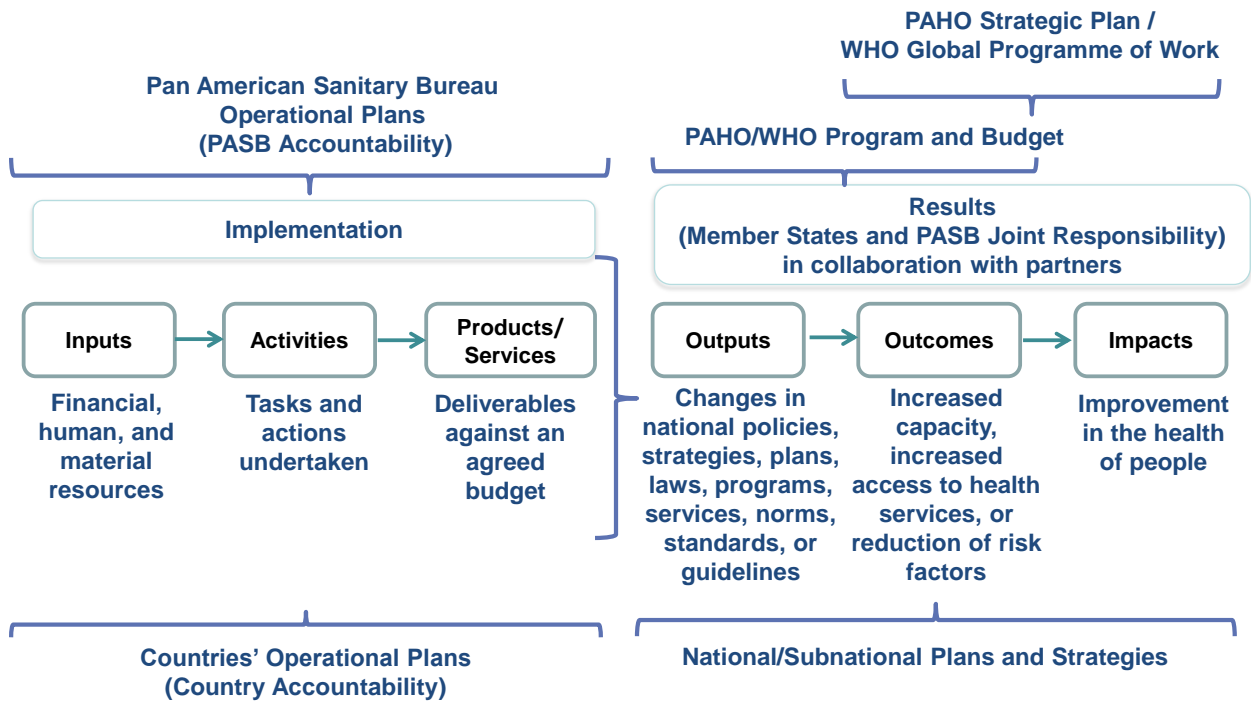 PAHO Strategic Plan /
WHO Global Programme of Work
Pan American Sanitary Bureau
Operational Plans
(PASB Accountability)
PAHO/WHO Program and Budget
Implementation
Results
(Member States and PASB Joint Responsibility)
in collaboration with partners
Inputs
Activities
Products/
Services
Outputs
Outcomes
Impacts
Financial,
human, and
material
resources
Tasks and
actions
undertaken
Deliverables
against an
agreed
budget
Changes in
national policies,
strategies, plans,
laws, programs,
services, norms,
standards, or
guidelines
Increased
capacity,
increased
access to health
services, or
reduction of risk
factors
Improvement
in the health
of people
Countries’ Operational Plans
(Country Accountability)
National/Subnational Plans and Strategies